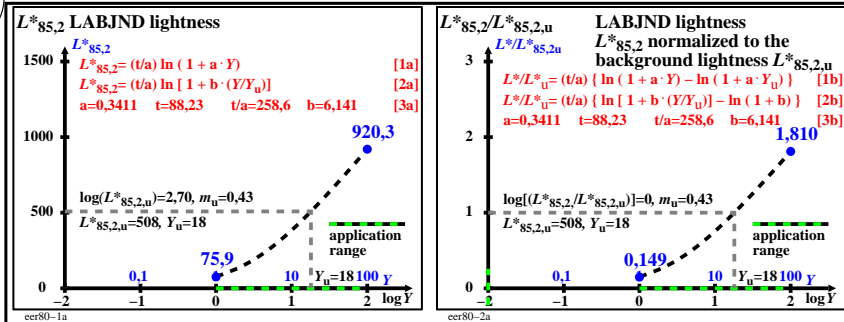 L*85,2 LABJND lightness
L*85,2
1500
L*85,2=(t/a) ln ( 1 + a·Y) [1a]
L*85,2=(t/a) ln [ 1 + b·(Y/Yu)] [2a]
a=0,3411 t=88,23 t/a=258,6 b=6,141 [3a]
1000
920,3
log(L*85,2,u)=2,70, mu=0,43
500
L*85,2,u=508, Yu=18
application
range
75,9
0,1 10 Yu=18 100 Y
0
−2 −1 0 1 2 log Y
eer80−1a
L*85,2/L*85,2,u LABJND lightness
L*/L*85,2u
L*85,2 normalized to the
background lightness L*85,2,u
3
L*/L*u=(t/a) { ln ( 1 + a·Y) − ln ( 1 + a·Yu) } [1b]
L*/L*u=(t/a) { ln [ 1 + b·(Y/Yu)] − ln ( 1 + b) } [2b]
a=0,3411 t=88,23 t/a=258,6 b=6,141 [3b]
2
1,810
log[(L*85,2,/L*85,2,u)]=0, mu=0,43
1
L*85,2,u=508, Yu=18
application
range
0,149
0,1 10 Yu=18 100 Y
0
−2 −1 0 1 2 log Y
eer80−2a